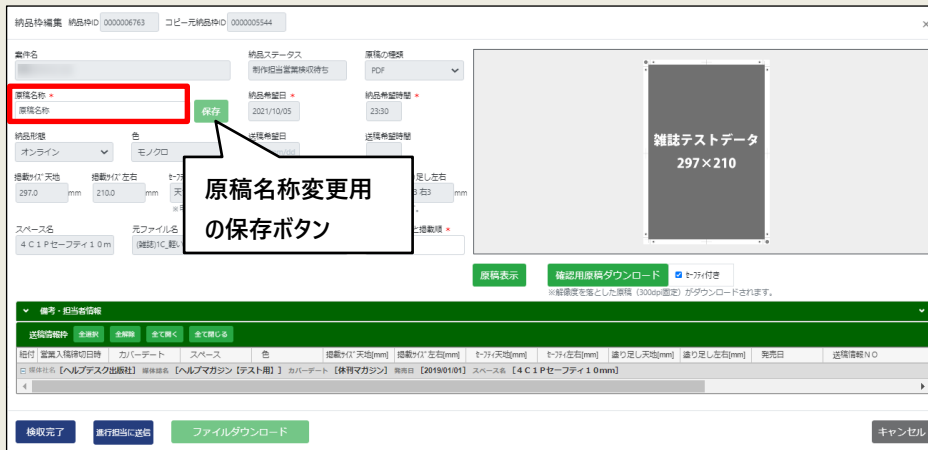 納品枠編集 納品枠ID 0000006763 コピー元納品枠ID 0000005544 ×
案件名 納品ステータス 原稿の種類
制作担当営業検収待ち PDF
原稿名称 * 納品希望日 * 納品希望時間 *
原稿名称 保存 2021/10/05 23:30
納品形態 色 送稿希望日 送稿希望時間
オンライン モノクロ
原稿名称変更用
の保存ボタン
掲載ｻｲｽﾞ天地 掲載ｻｲｽﾞ左右
297.0 mm 210.0 mm 天 右3 mm
スペース名 元ファイル名 と掲載順 *
４Ｃ１Ｐセーフティ１０ｍ (雑誌)1C_軽い
雑誌テストデータ
297×210
原稿表示 確認用原稿ダウンロード ｾｰﾌﾃｨ付き
※解像度を落とした原稿（300dpi固定）がダウンロードされます。
備考・担当者情報
送稿情報枠 全選択 全解除 全て開く 全て閉じる
紐付 営業入稿締切日時 カバーデート スペース 色 掲載ｻｲｽﾞ天地[mm] 掲載ｻｲｽﾞ左右[mm] ｾｰﾌﾃｨ天地[mm] ｾｰﾌﾃｨ左右[mm] 塗り足し天地[mm] 塗り足し左右[mm] 発売日 送稿情報ＮＯ
媒体社名【ヘルプデスク出版社】 媒体誌名【ヘルプマガジン【テスト用】】 カバーデート【休刊マガジン】 発売日【2019/01/01】 スペース名【４Ｃ１Ｐセーフティ１０mm】
検収完了 進行担当に送信 ファイルダウンロード キャンセル